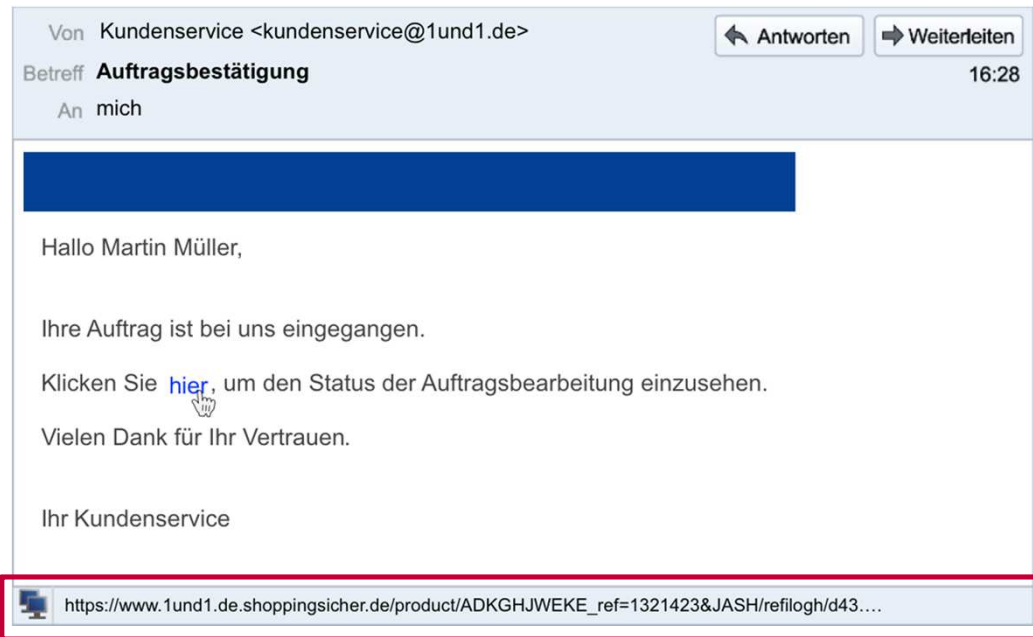 Von Kundenservice <kundenservice@1und1.de>
Antworten
Weiterleiten
Betreff Auftragsbestätigung
16:28
An mich
Hallo Martin Müller,
Ihre Auftrag ist bei uns eingegangen.
Klicken Sie hier, um den Status der Auftragsbearbeitung einzusehen.
Vielen Dank für Ihr Vertrauen.
Ihr Kundenservice
https://www.1und1.de.shoppingsicher.de/product/ADKGHJWEKE_ref=1321423&JASH/refilogh/d43....